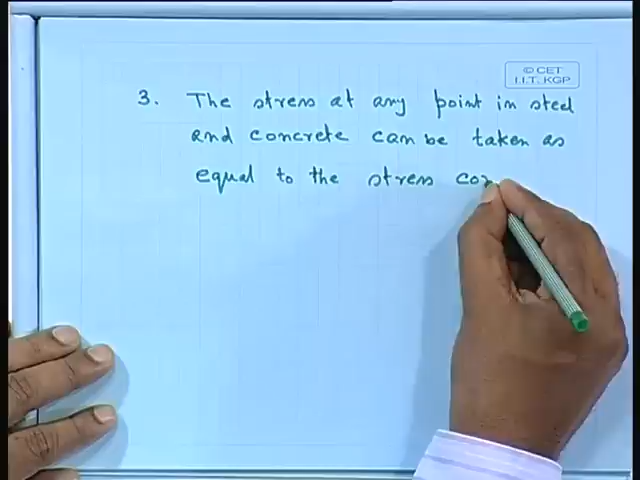 © CET
I.I.T. KGP
3. The stress at any point in steel
and concrete can be taken as
equal to the stress